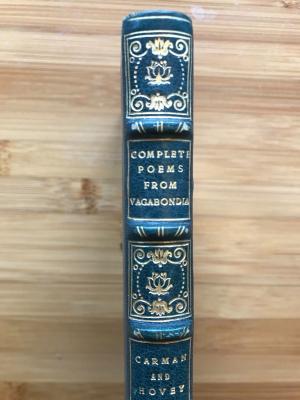 COMPLETE
POEMS
FROM
VAGABONDIA
CARMAN
AND
HOVEY